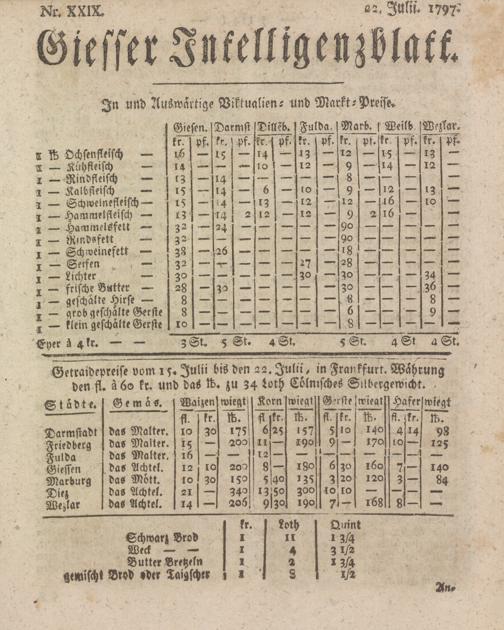 Nr. XXIX. 22. Julii. 1797.
Giesser Intelligenzblatt.
In und Auswärtige Viktualien- und Markt-Preise.
Giesen. Darmst Dillẽb. Fulda. Marb. Weilb Wezlar.
kr. pf. kr. pf. kr. pf. kr. pf. kr. pf. kr. pf. kr. pf.
1 ℔ Ochsenfleisch — 16 — 15 — 14 — 13 — 12 — 15 — 13 —
1 — Kühfleisch — 14 — — — 10 — 12 — 9 — 14 — 12 —
1 — Rindfleisch — 13 — 14 — — — — — 8 — — — — —
1 — Kalbfleisch — 15 — 14 — 6 — 10 — 9 — 12 — 13 —
1 — Schweinefleisch — 15 — 14 — 13 — 12 — 12 — 16 — 10 —
1 — Hammelfleisch — 13 — 14 2 12 — 12 — 9 2 16 — — —
1 — Hammelsfett — 32 — 24 — — — — — 90 — — — — —
1 — Rindsfett — 32 — — — — — — — 90 — — — — —
1 — Schweinefett — 38 — 26 — — — — — 18 — — — — —
1 — Seifen — 32 — — — — — 27 — 28 — — — — —
1 — Lichter — 30 — — — — — 30 — 30 — — — 34 —
1 — frische Butter — 28 — 30 — — — — — 30 — — — 36 —
1 — geschälte Hirse — 8 — — — — — — — 8 — — — 8 —
1 — grob geschälte Gerste 8 — — — — — — — 6 — — — 9 —
1 — klein geschälte Gerste 10 — — — — — — — 8 — — — — —
Eyer à 4 kr. — — 3 St. 5 St. 4 St. 6 St. 5 St. 4 St. 4 St.
Getraidepreise vom 15. Julii bis den 22. Julii, in Frankfurt. Währung
den fl. à 60 kr. und das ℔. zu 34 Loth Cölnisches Silbergewicht.
Städte. Gemäs. Waizen wiegt Korn wiegt Gerste wiegt Hafer wiegt
fl. kr. ℔. fl kr. ℔. fl. kr. ℔. fl. kr. ℔.
Darmstadt das Malter. 10 30 175 6 25 157 5 10 140 4 14 98
Friedberg das Malter. 15 — 200 11 — 190 9 — 170 10 — 125
Fulda das Malter. 16 — — 12 — — — — — — — —
Giessen das Achtel. 12 10 200 8 — 180 6 30 160 7 — 140
Marburg das Mött. 10 30 150 5 40 135 3 20 120 3 — 84
Diez das Achtel. 21 — 340 13 50 300 10 10 — — — —
Wezlar das Achtel. 14 — 206 9 30 190 7 — 168 8 — —
kr. Loth Quint
Schwarz Brod 1 11 1 3/4
Weck — — 1 4 3 1/2
Butter Bretzeln 1 2 1 3/4
gemischt Brod oder Taigscher 1 8 1/2
An-